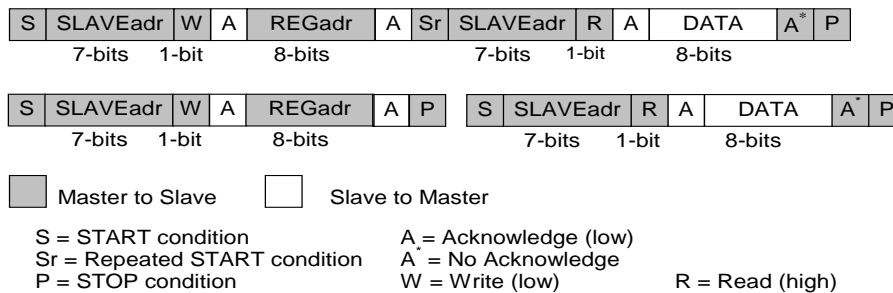 S SLAVEadr W A REGadr A Sr SLAVEadr R A DATA A* P
7-bits 1-bit 8-bits 7-bits 1-bit 8-bits
S SLAVEadr W A REGadr A P S SLAVEadr R A DATA A* P
7-bits 1-bit 8-bits 7-bits 1-bit 8-bits
Master to Slave Slave to Master
S = START condition A = Acknowledge (low)
Sr = Repeated START condition A* = No Acknowledge
P = STOP condition W = Write (low) R = Read (high)